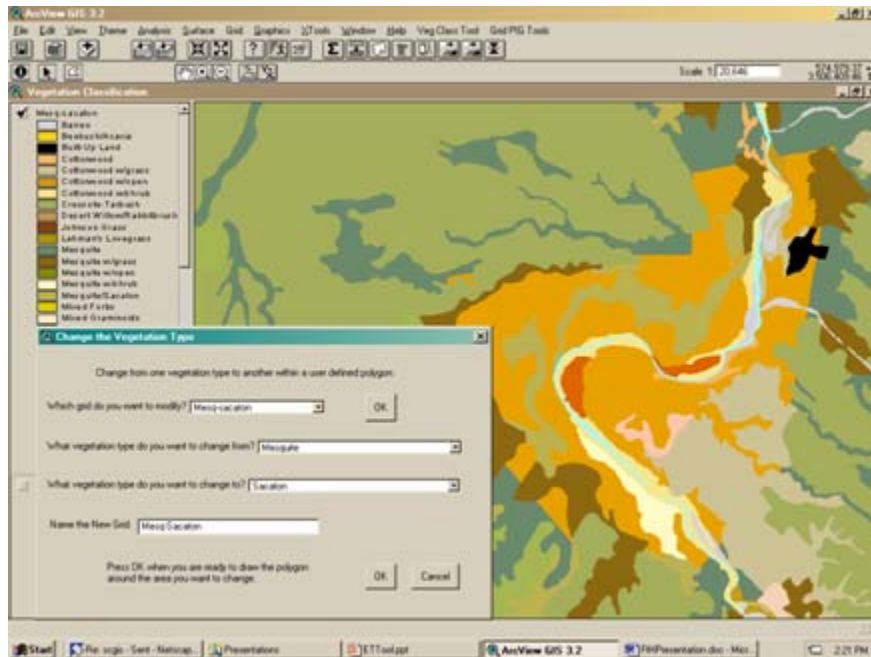 ArcView GIS 3.2
File Edit View Theme Analysis Surface Grid Graphics XTools Window Help Veg Class Tool Grid PIG Tools
Scale 1: 20,646
Vegetation Classification
Mesq-sacaton
Barren
Built-Up Land
Cottonwood
Cottonwood w/grass
Cottonwood w/open
Cottonwood w/shrub
Creosote Tarbush
Desert Willow/Rabbitbrush
Johnson Grass
Lehman's Lovegrass
Mesquite
Mesquite w/grass
Mesquite w/open
Mesquite w/shrub
Mesquite/Sacaton
Mixed Forbs
Mixed Graminoids
Change the Vegetation Type
Change from one vegetation type to another within a user defined polygon.
Which grid do you want to modify? Mesq-sacaton OK
What vegetation type do you want to change from? Mesquite
What vegetation type do you want to change to? Sacaton
Name the New Grid Mesq-Sacaton
Press OK when you are ready to draw the polygon
around the area you want to change.
OK Cancel
Start Re: scgis - Sent - Netscap... Presentations ETTool.ppt ArcView GIS 3.2 2:21 PM